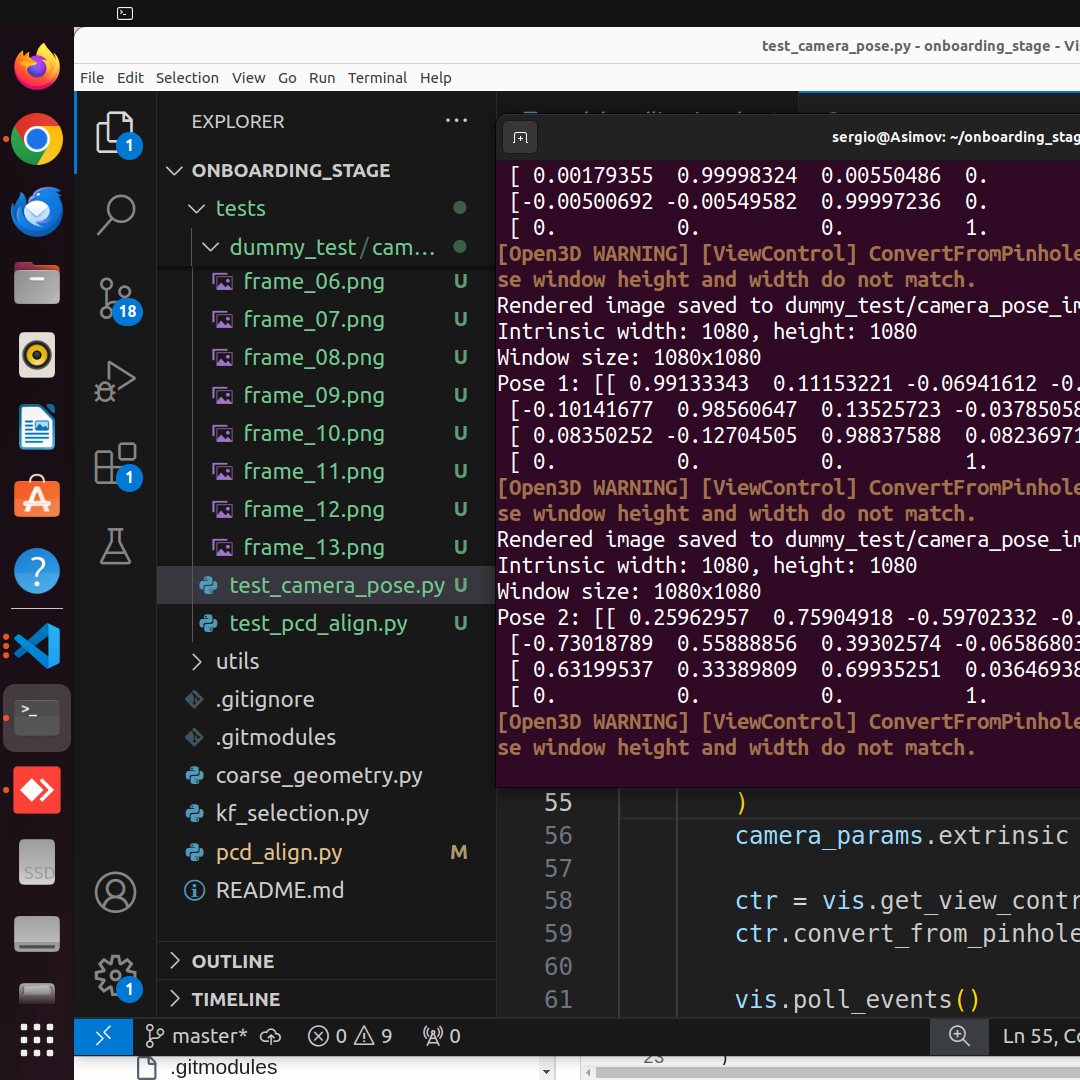 test_camera_pose.py - onboarding_stage - Vi
File Edit Selection View Go Run Terminal Help
EXPLORER
ONBOARDING_STAGE
tests
dummy_test/cam...
frame_06.png U
frame_07.png U
frame_08.png U
frame_09.png U
frame_10.png U
frame_11.png U
frame_12.png U
frame_13.png U
test_camera_pose.py U
test_pcd_align.py U
utils
.gitignore
.gitmodules
coarse_geometry.py
kf_selection.py
pcd_align.py M
README.md
OUTLINE
TIMELINE
1
18
1
1
SSD
sergio@Asimov: ~/onboarding_stag
[ 0.00179355 0.99998324 0.00550486 0.
[-0.00500692 -0.00549582 0.99997236 0.
[ 0. 0. 0. 1.
[Open3D WARNING] [ViewControl] ConvertFromPinhole
se window height and width do not match.
Rendered image saved to dummy_test/camera_pose_im
Intrinsic width: 1080, height: 1080
Window size: 1080x1080
Pose 1: [[ 0.99133343 0.11153221 -0.06941612 -0.
[-0.10141677 0.98560647 0.13525723 -0.03785058
[ 0.08350252 -0.12704505 0.98837588 0.08236971
[ 0. 0. 0. 1.
[Open3D WARNING] [ViewControl] ConvertFromPinhole
se window height and width do not match.
Rendered image saved to dummy_test/camera_pose_im
Intrinsic width: 1080, height: 1080
Window size: 1080x1080
Pose 2: [[ 0.25962957 0.75904918 -0.59702332 -0.
[-0.73018789 0.55888856 0.39302574 -0.06586803
[ 0.63199537 0.33389809 0.69935251 0.03646938
[ 0. 0. 0. 1.
[Open3D WARNING] [ViewControl] ConvertFromPinhole
se window height and width do not match.
55 )
56 camera_params.extrinsic
57
58 ctr = vis.get_view_contr
59 ctr.convert_from_pinhole
60
61 vis.poll_events()
master* 0 9 0
Ln 55, Co
.gitmodules
23 )